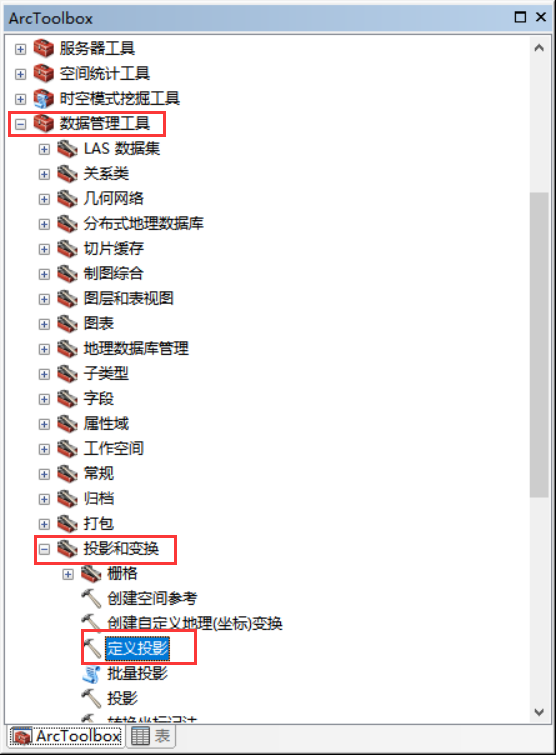 ArcToolbox
服务器工具
空间统计工具
时空模式挖掘工具
数据管理工具
LAS 数据集
关系类
几何网络
分布式地理数据库
切片缓存
制图综合
图层和表视图
图表
地理数据库管理
子类型
字段
属性域
工作空间
常规
归档
打包
投影和变换
栅格
创建空间参考
创建自定义地理(坐标)变换
定义投影
批量投影
投影
转换坐标记法
ArcToolbox 表